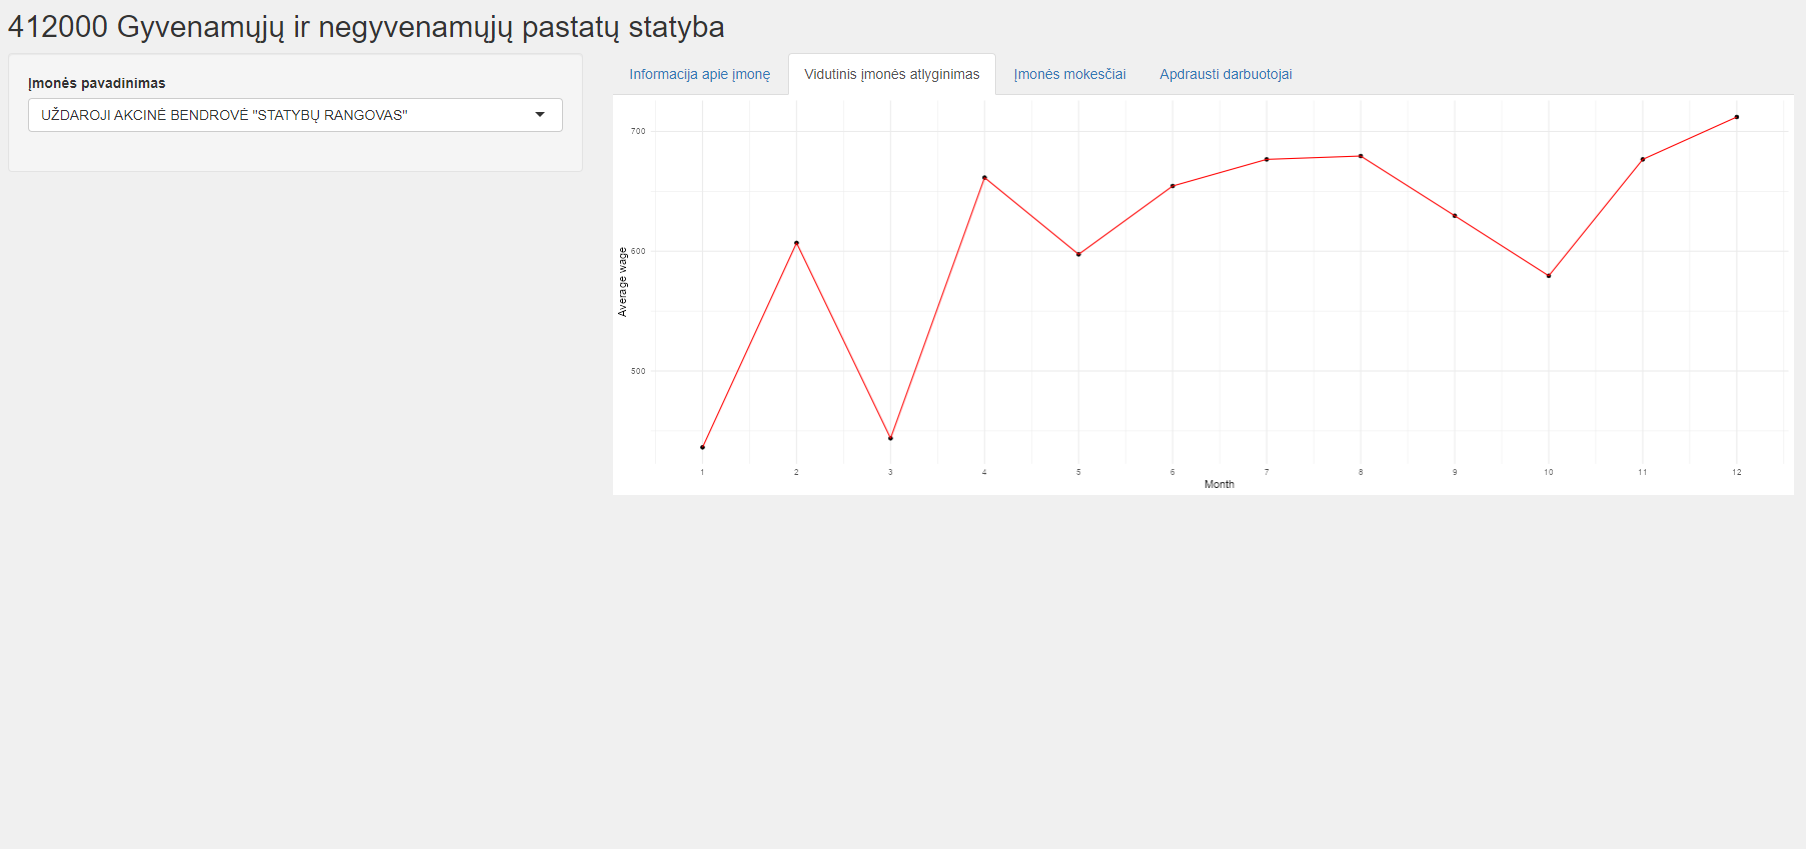 412000 Gyvenamųjų ir negyvenamųjų pastatų statyba
Įmonės pavadinimas
UŽDAROJI AKCINĖ BENDROVĖ "STATYBŲ RANGOVAS"
Informacija apie įmonę
Vidutinis įmonės atlyginimas
Įmonės mokesčiai
Apdrausti darbuotojai
Average wage
700
600
500
1 2 3 4 5 6 7 8 9 10 11 12
Month